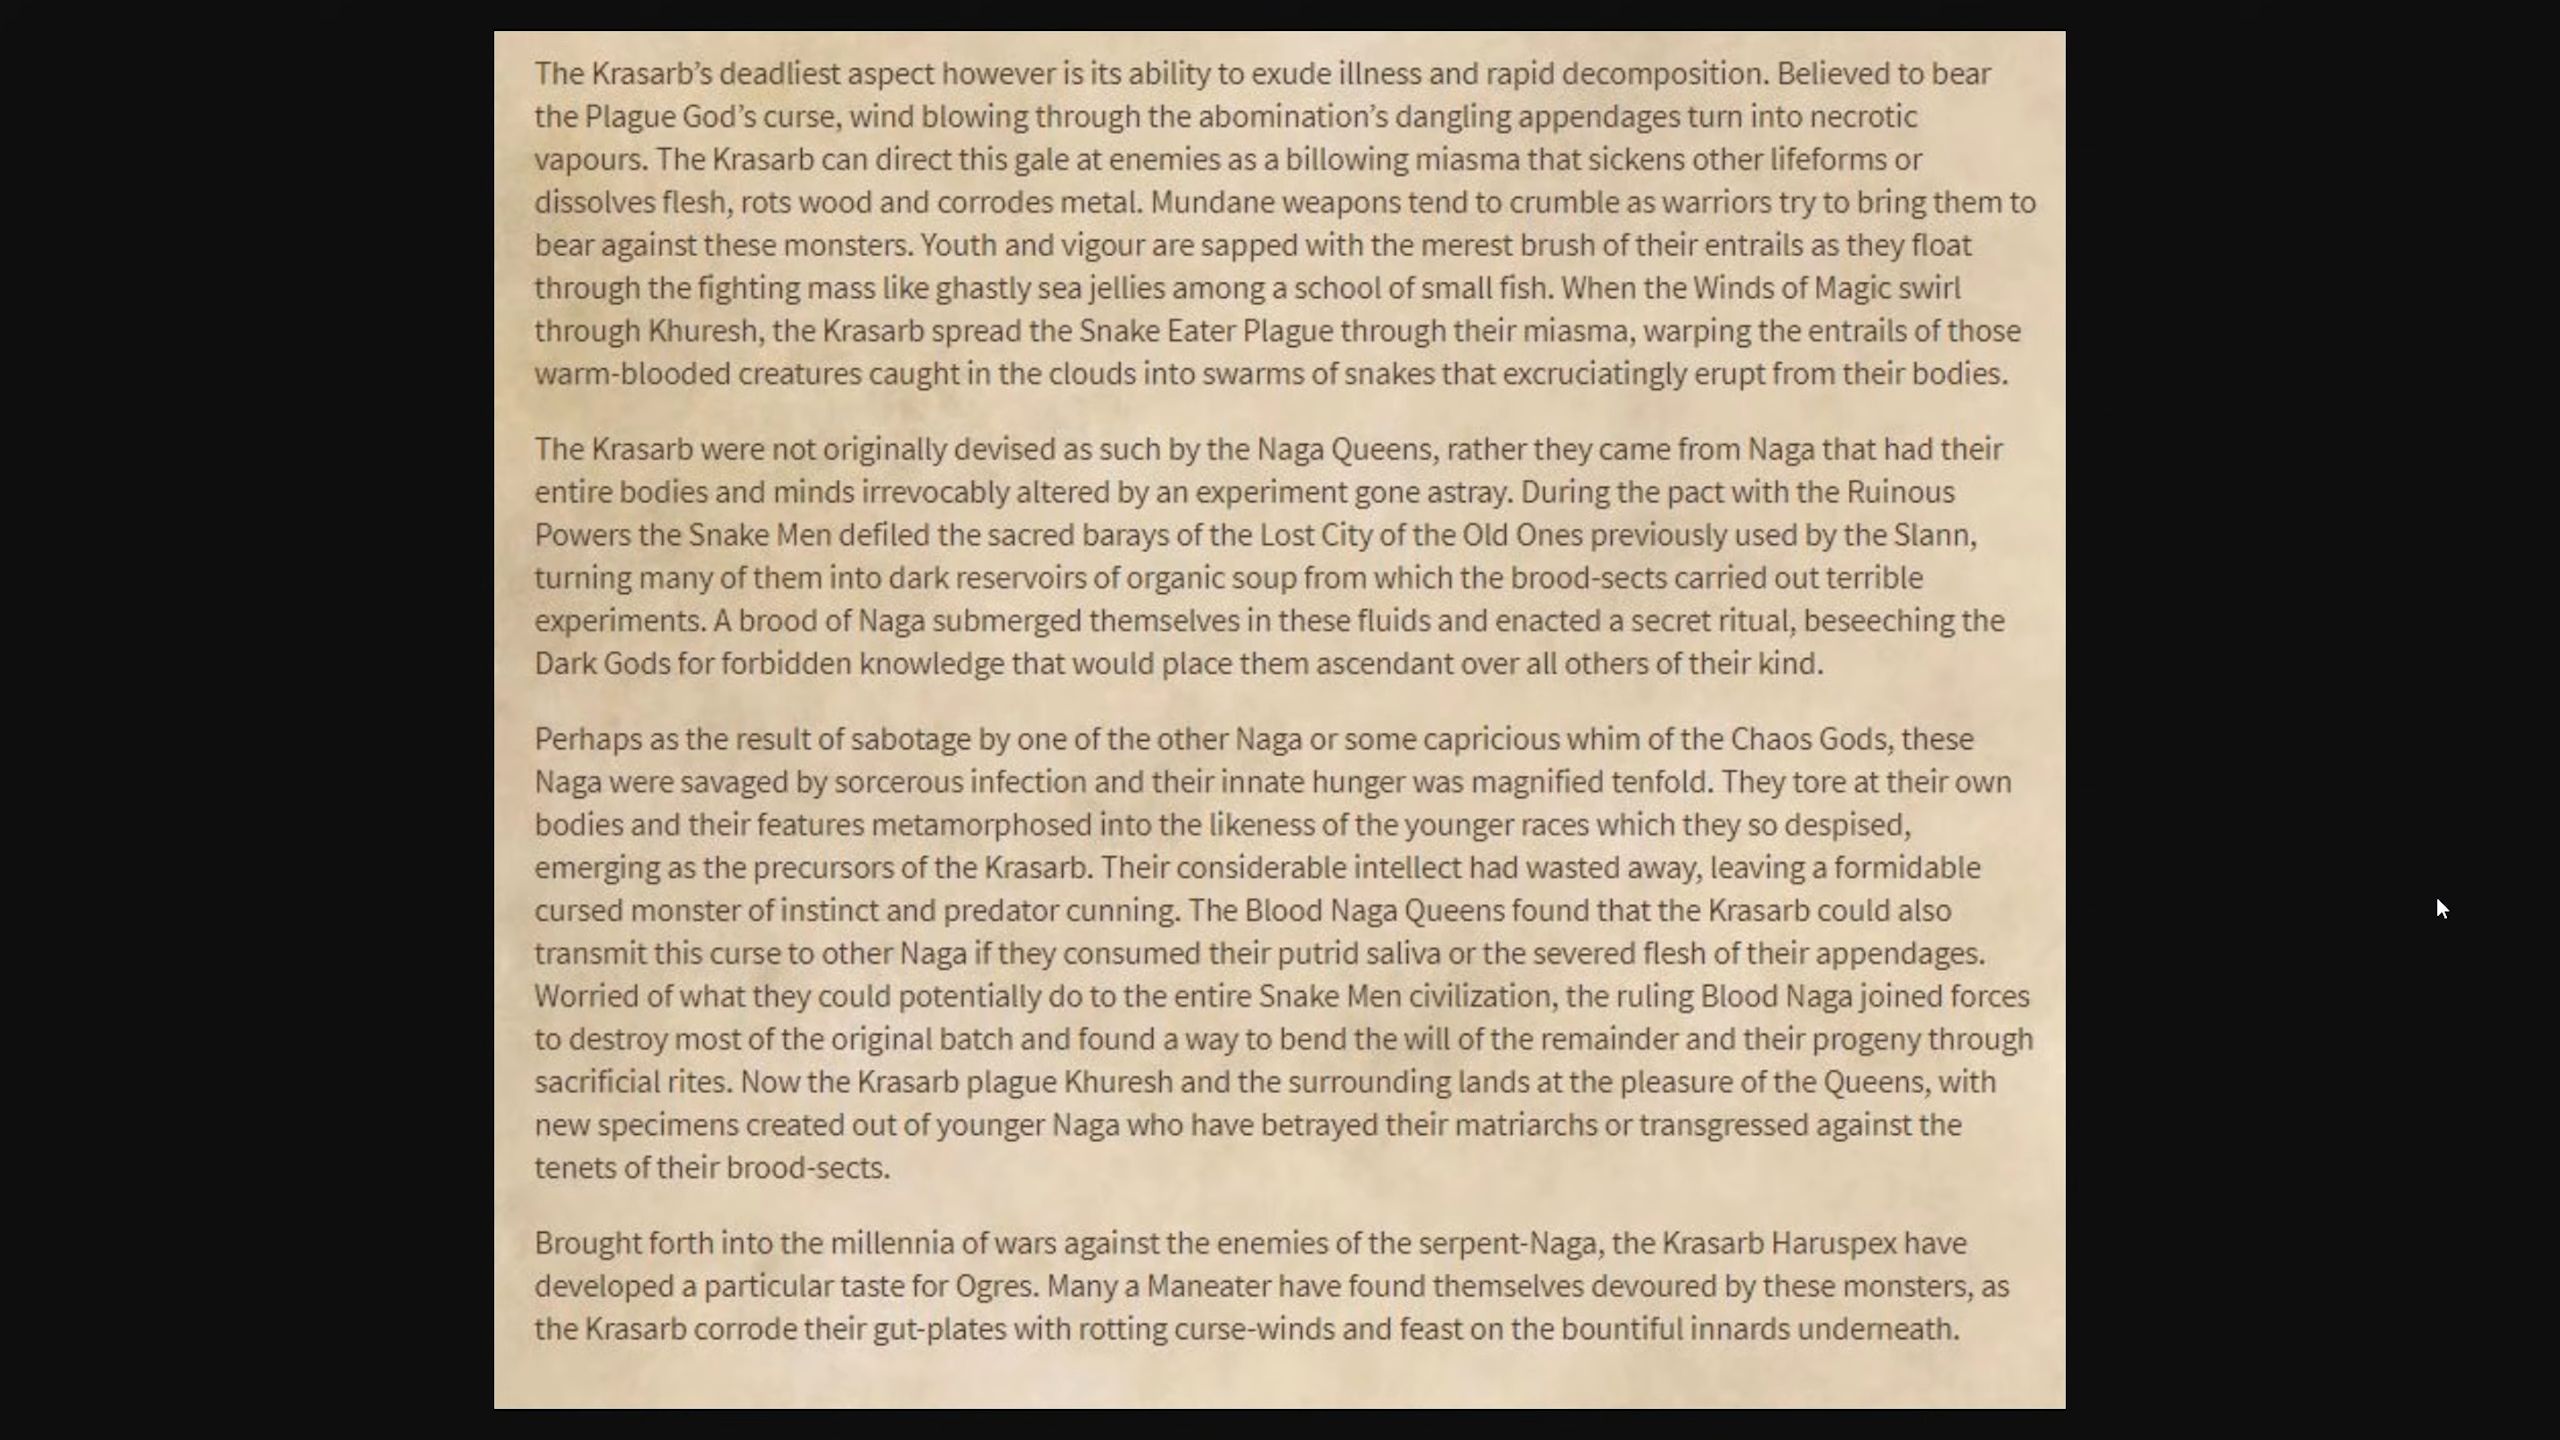 The Krasarb’s deadliest aspect however is its ability to exude illness and rapid decomposition. Believed to bear
the Plague God’s curse, wind blowing through the abomination’s dangling appendages turn into necrotic
vapours. The Krasarb can direct this gale at enemies as a billowing miasma that sickens other lifeforms or
dissolves flesh, rots wood and corrodes metal. Mundane weapons tend to crumble as warriors try to bring them to
bear against these monsters. Youth and vigour are sapped with the merest brush of their entrails as they float
through the fighting mass like ghastly sea jellies among a school of small fish. When the Winds of Magic swirl
through Khuresh, the Krasarb spread the Snake Eater Plague through their miasma, warping the entrails of those
warm-blooded creatures caught in the clouds into swarms of snakes that excruciatingly erupt from their bodies.
The Krasarb were not originally devised as such by the Naga Queens, rather they came from Naga that had their
entire bodies and minds irrevocably altered by an experiment gone astray. During the pact with the Ruinous
Powers the Snake Men defiled the sacred barays of the Lost City of the Old Ones previously used by the Slann,
turning many of them into dark reservoirs of organic soup from which the brood-sects carried out terrible
experiments. A brood of Naga submerged themselves in these fluids and enacted a secret ritual, beseeching the
Dark Gods for forbidden knowledge that would place them ascendant over all others of their kind.
Perhaps as the result of sabotage by one of the other Naga or some capricious whim of the Chaos Gods, these
Naga were savaged by sorcerous infection and their innate hunger was magnified tenfold. They tore at their own
bodies and their features metamorphosed into the likeness of the younger races which they so despised,
emerging as the precursors of the Krasarb. Their considerable intellect had wasted away, leaving a formidable
cursed monster of instinct and predator cunning. The Blood Naga Queens found that the Krasarb could also
transmit this curse to other Naga if they consumed their putrid saliva or the severed flesh of their appendages.
Worried of what they could potentially do to the entire Snake Men civilization, the ruling Blood Naga joined forces
to destroy most of the original batch and found a way to bend the will of the remainder and their progeny through
sacrificial rites. Now the Krasarb plague Khuresh and the surrounding lands at the pleasure of the Queens, with
new specimens created out of younger Naga who have betrayed their matriarchs or transgressed against the
tenets of their brood-sects.
Brought forth into the millennia of wars against the enemies of the serpent-Naga, the Krasarb Haruspex have
developed a particular taste for Ogres. Many a Maneater have found themselves devoured by these monsters, as
the Krasarb corrode their gut-plates with rotting curse-winds and feast on the bountiful innards underneath.